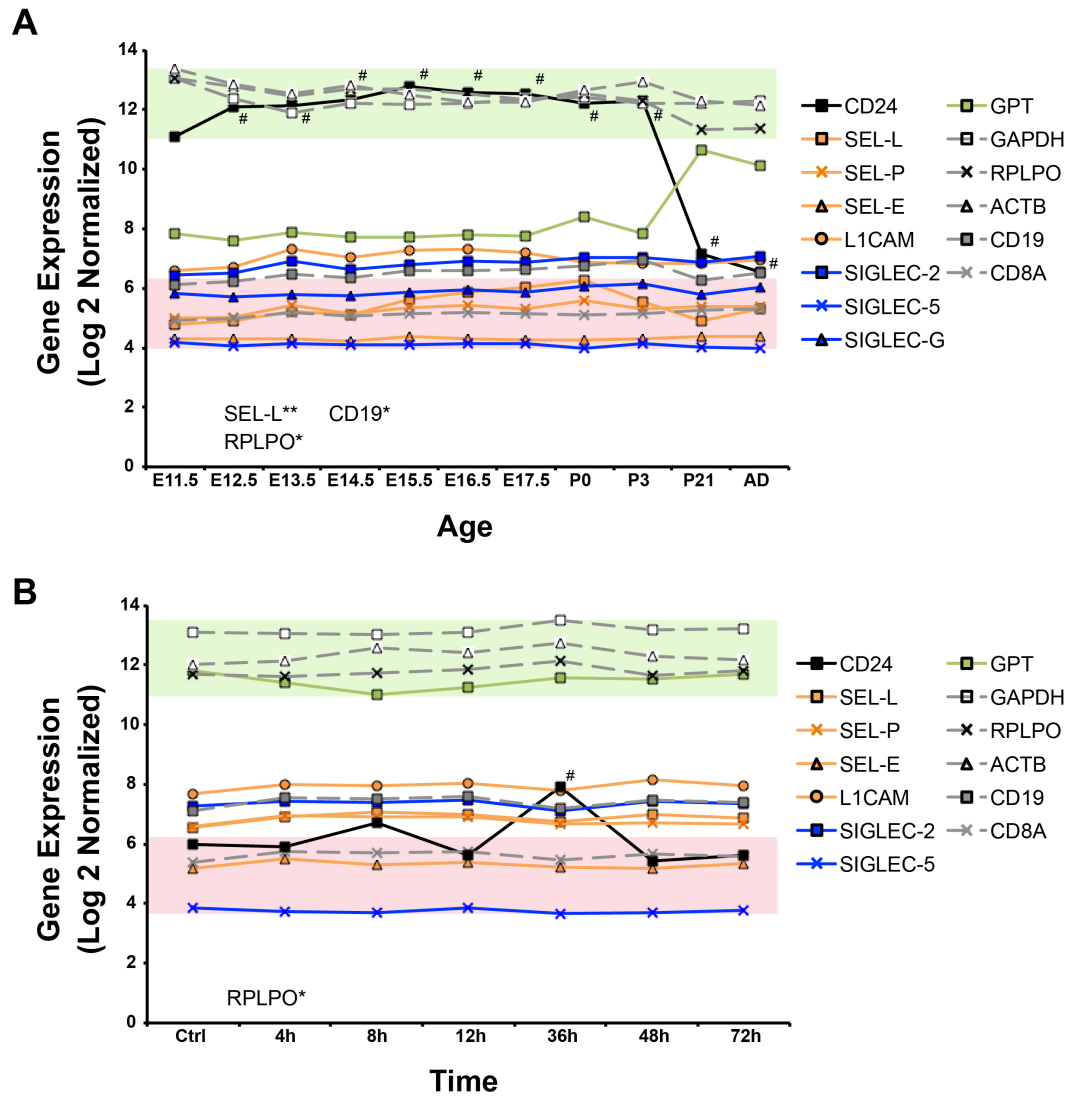 A
Gene Expression
(Log 2 Normalized)
14
12
10
8
6
4
2
0
# # # # # # # # # #
SEL-L** CD19*
RPLPO*
E11.5 E12.5 E13.5 E14.5 E15.5 E16.5 E17.5 P0 P3 P21 AD
Age
CD24 GPT
SEL-L GAPDH
SEL-P RPLPO
SEL-E ACTB
L1CAM CD19
SIGLEC-2 CD8A
SIGLEC-5
SIGLEC-G
B
Gene Expression
(Log 2 Normalized)
14
12
10
8
6
4
2
0
#
RPLPO*
Ctrl 4h 8h 12h 36h 48h 72h
Time
CD24 GPT
SEL-L GAPDH
SEL-P RPLPO
SEL-E ACTB
L1CAM CD19
SIGLEC-2 CD8A
SIGLEC-5